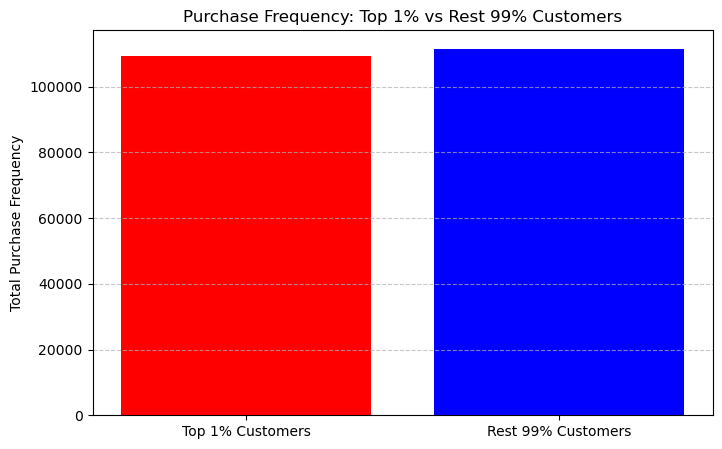 Purchase Frequency: Top 1% vs Rest 99% Customers
Total Purchase Frequency
100000
80000
60000
40000
20000
0
Top 1% Customers
Rest 99% Customers